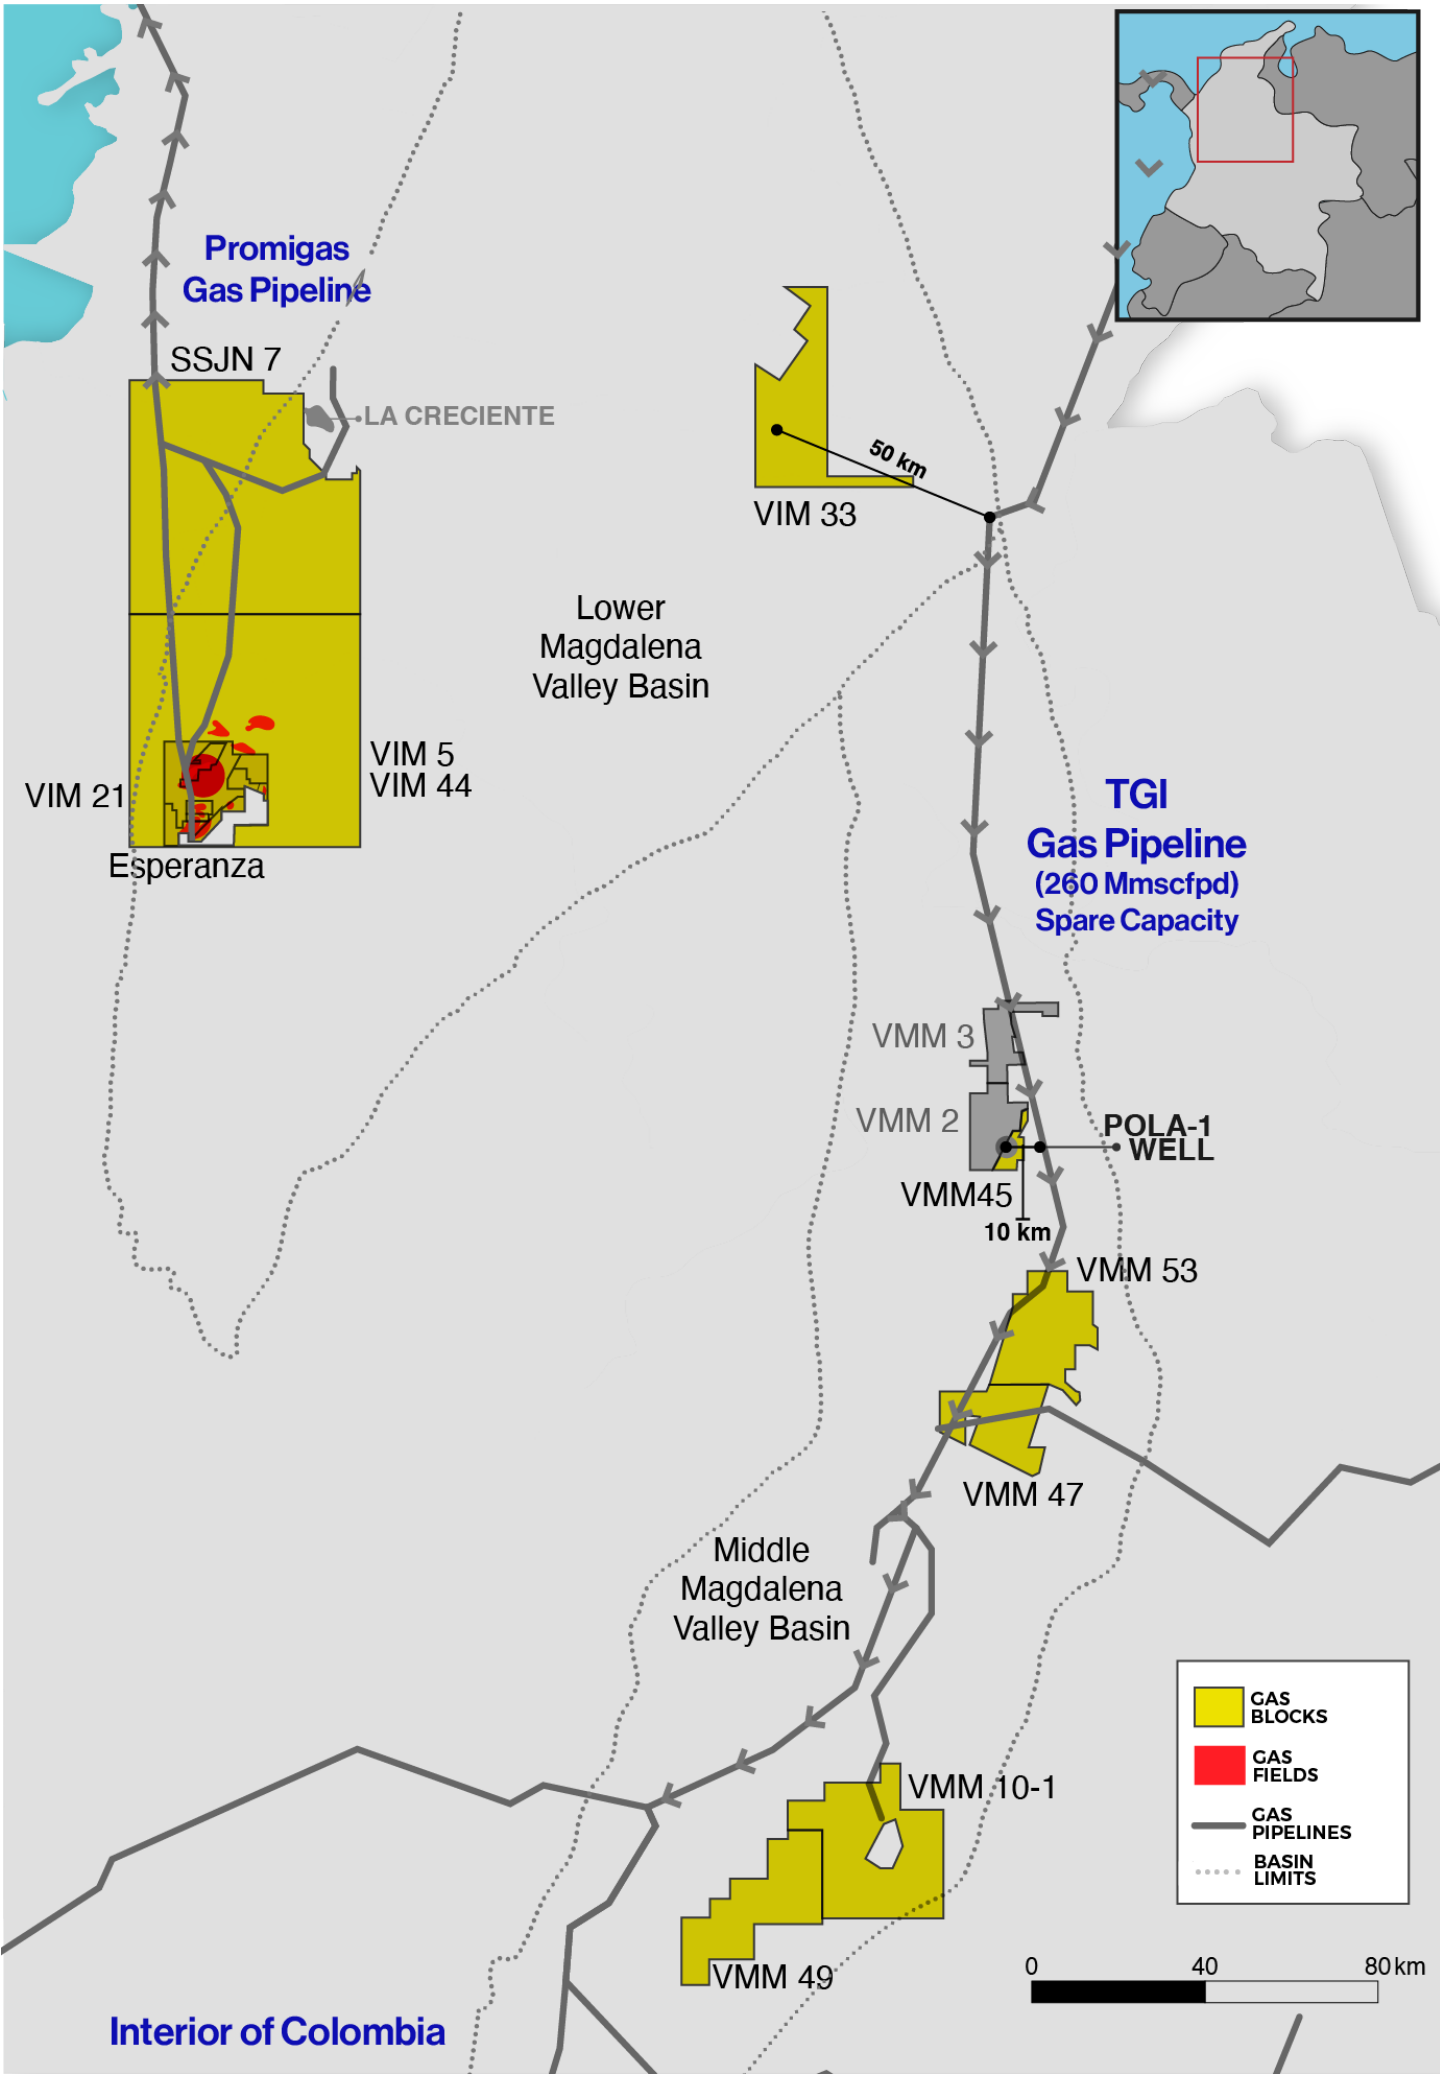 Promigas
Gas Pipeline
SSJN 7
LA CRECIENTE
50 km
VIM 33
Lower
Magdalena
Valley Basin
VIM 5
VIM 44
VIM 21
Esperanza
TGI
Gas Pipeline
(260 Mmscfpd)
Spare Capacity
VMM 3
VMM 2
POLA-1
WELL
VMM45
10 km
VMM 53
VMM 47
Middle
Magdalena
Valley Basin
VMM 10-1
VMM 49
GAS
BLOCKS
GAS
FIELDS
GAS
PIPELINES
BASIN
LIMITS
0 40 80 km
Interior of Colombia